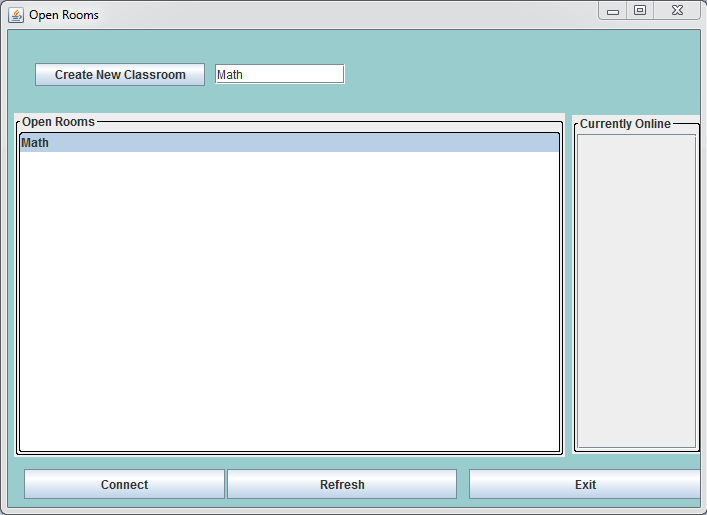 Open Rooms
Create New Classroom
Math
Open Rooms
Math
Currently Online
Connect
Refresh
Exit